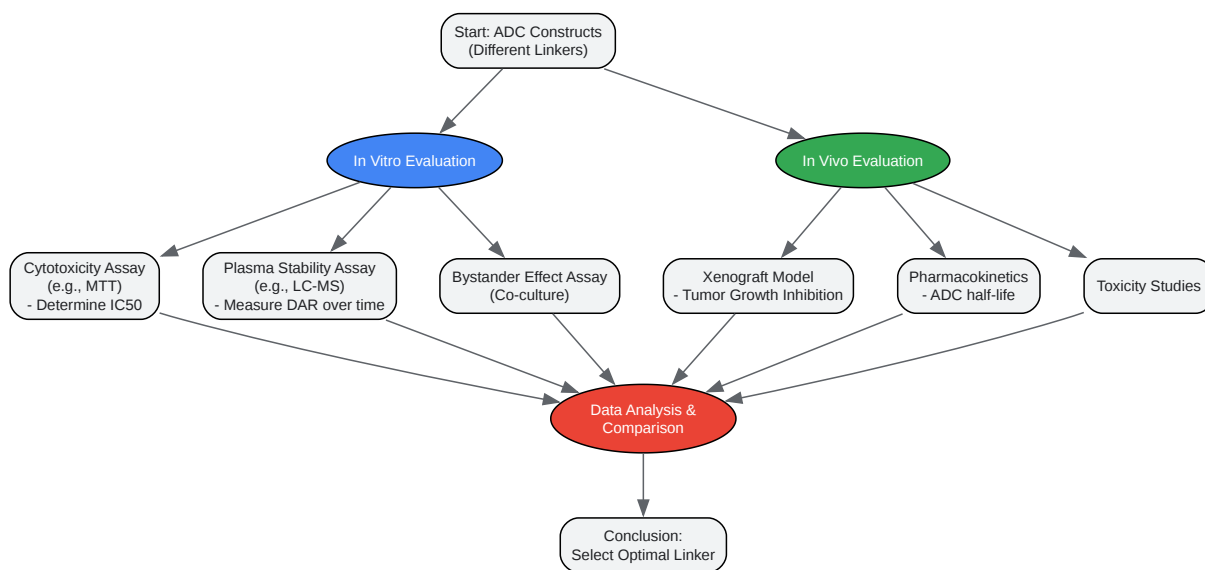 Start: ADC Constructs
(Different Linkers)
In Vitro Evaluation
In Vivo Evaluation
Cytotoxicity Assay
(e.g., MTT)
- Determine IC50
Plasma Stability Assay
(e.g., LC-MS)
- Measure DAR over time
Bystander Effect Assay
(Co-culture)
Xenograft Model
- Tumor Growth Inhibition
Pharmacokinetics
- ADC half-life
Toxicity Studies
Data Analysis &
Comparison
Conclusion:
Select Optimal Linker